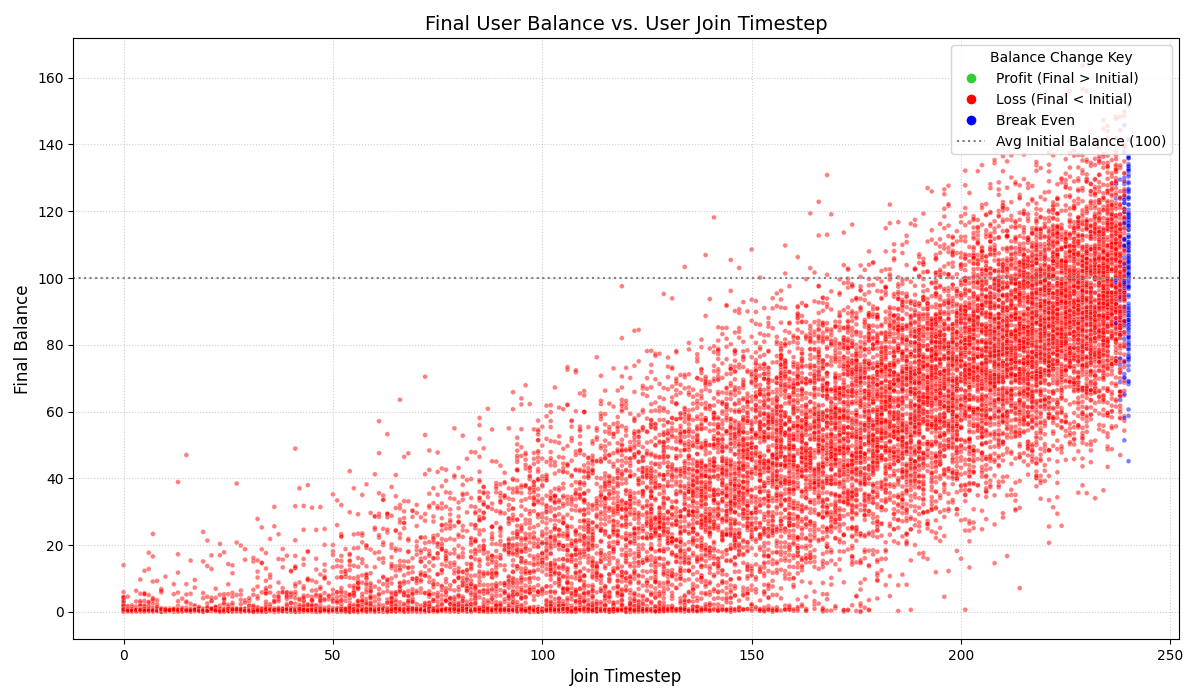 Final User Balance vs. User Join Timestep
Balance Change Key
Profit (Final > Initial)
Loss (Final < Initial)
Break Even
Avg Initial Balance (100)
Final Balance
160
140
120
100
80
60
40
20
0
0
50
100
150
200
250
Join Timestep